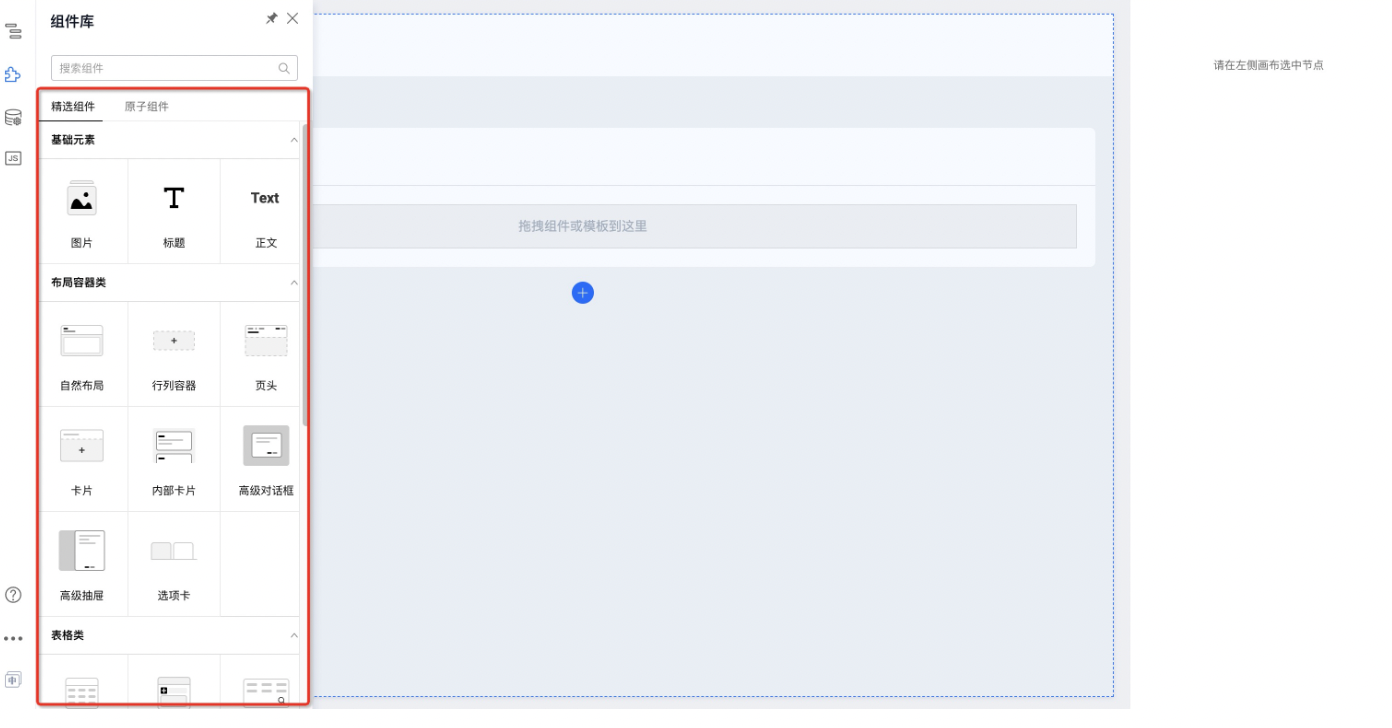 组件库
搜索组件
精选组件 原子组件
基础元素
Text
图片 标题 正文
布局容器类
自然布局 行列容器 页头
卡片 内部卡片 高级对话框
高级抽屉 选项卡
表格类
JS
中
拖拽组件或模板到这里
请在左侧画布选中节点